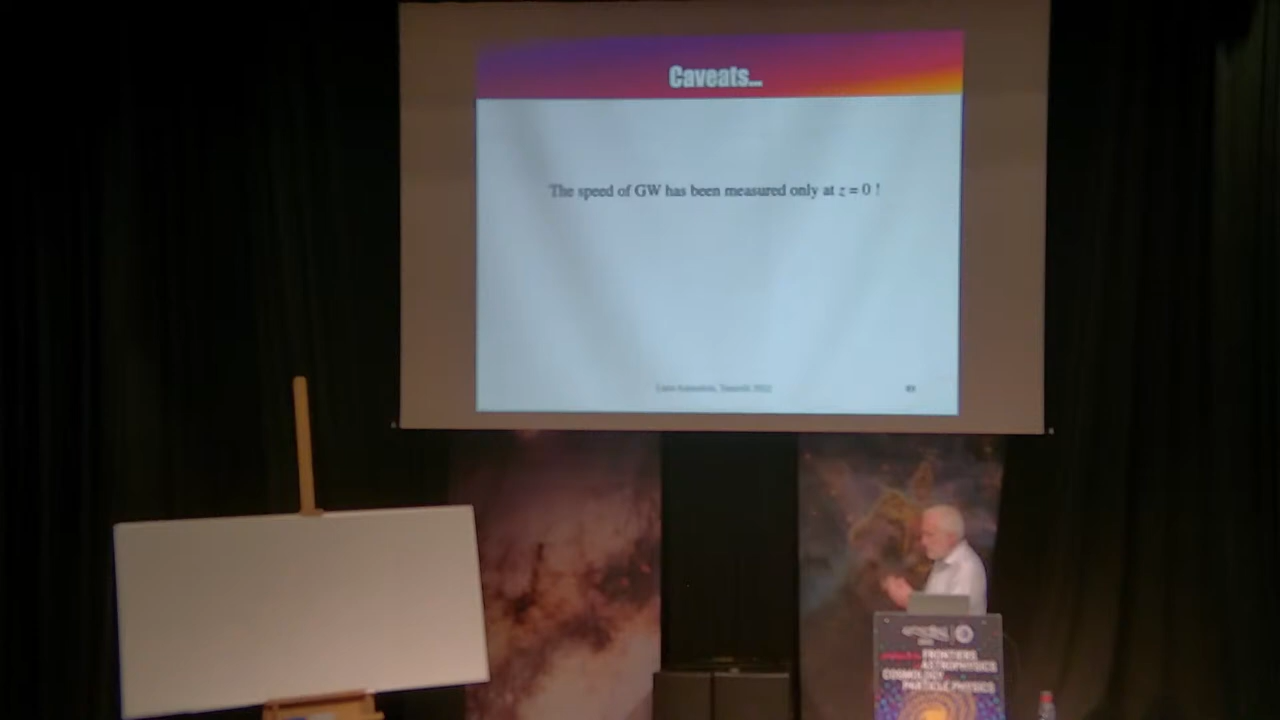 Caveats...
The speed of GW has been measured only at z = 0 !
FRONTIERS
ASTROPHYSICS
COSMOLOGY
PARTICLE PHYSICS